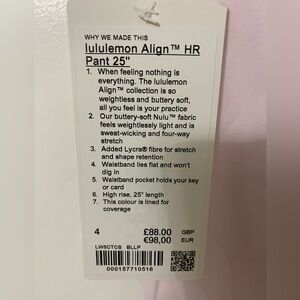 WHY WE MADE THIS
lululemon Align™ HR
Pant 25"
1. When feeling nothing is
everything. The lululemon
Align™ collection is so
weightless and buttery soft,
all you feel is your practice
2. Our buttery-soft Nulu™ fabric
feels weightlessly light and is
sweat-wicking and four-way
stretch
3. Added Lycra® fibre for stretch
and shape retention
4. Waistband lies flat and won't
dig in
5. Waistband pocket holds your key
or card
6. High rise, 25" length
7. This colour is lined for
coverage
4 £88.00 GBP
€98,00 EUR
LW5CTCS BLLP
000157710516